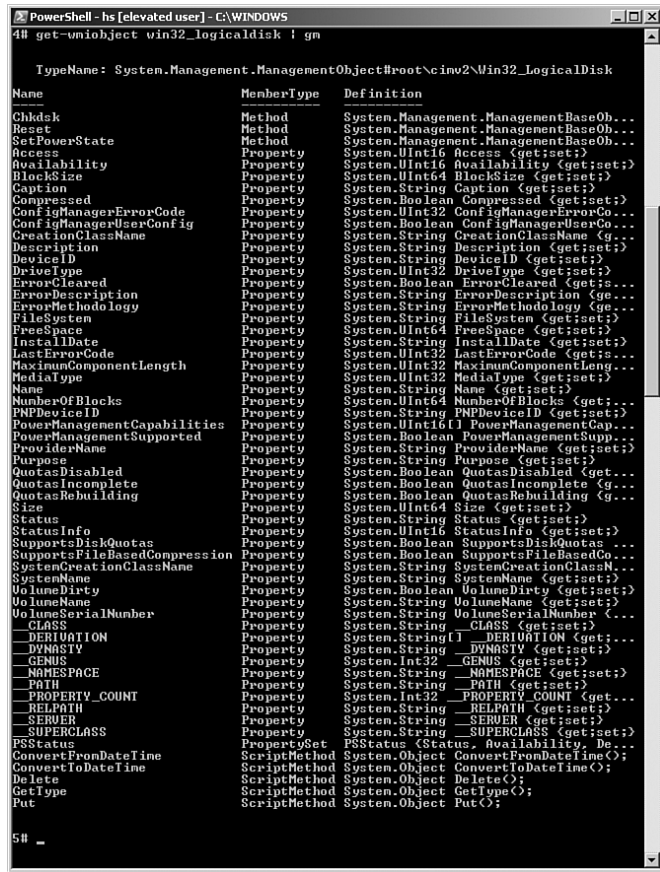 PowerShell - hs [elevated user] - C:\WINDOWS
4# get-wmiobject win32_logicaldisk | gm
TypeName: System.Management.ManagementObject#root\cimv2\Win32_LogicalDisk
Name MemberType Definition
---- ---------- ----------
Chkdsk Method System.Management.ManagementBaseOb...
Reset Method System.Management.ManagementBaseOb...
SetPowerState Method System.Management.ManagementBaseOb...
Access Property System.UInt16 Access {get;set;}
Availability Property System.UInt16 Availability {get;set;}
BlockSize Property System.UInt64 BlockSize {get;set;}
Caption Property System.String Caption {get;set;}
Compressed Property System.Boolean Compressed {get;set;}
ConfigManagerErrorCode Property System.UInt32 ConfigManagerErrorCo...
ConfigManagerUserConfig Property System.Boolean ConfigManagerUserCo...
CreationClassName Property System.String CreationClassName {g...
Description Property System.String Description {get;set;}
DeviceID Property System.String DeviceID {get;set;}
DriveType Property System.UInt32 DriveType {get;set;}
ErrorCleared Property System.Boolean ErrorCleared {get;s...
ErrorDescription Property System.String ErrorDescription {ge...
ErrorMethodology Property System.String ErrorMethodology {ge...
FileSystem Property System.String FileSystem {get;set;}
FreeSpace Property System.UInt64 FreeSpace {get;set;}
InstallDate Property System.String InstallDate {get;set;}
LastErrorCode Property System.UInt32 LastErrorCode {get;s...
MaximumComponentLength Property System.UInt32 MaximumComponentLeng...
MediaType Property System.UInt32 MediaType {get;set;}
Name Property System.String Name {get;set;}
NumberOfBlocks Property System.UInt64 NumberOfBlocks {get;...
PNPDeviceID Property System.String PNPDeviceID {get;set;}
PowerManagementCapabilities Property System.UInt16[] PowerManagementCap...
PowerManagementSupported Property System.Boolean PowerManagementSupp...
ProviderName Property System.String ProviderName {get;set;}
Purpose Property System.String Purpose {get;set;}
QuotasDisabled Property System.Boolean QuotasDisabled {get...
QuotasIncomplete Property System.Boolean QuotasIncomplete {g...
QuotasRebuilding Property System.Boolean QuotasRebuilding {g...
Size Property System.UInt64 Size {get;set;}
Status Property System.String Status {get;set;}
StatusInfo Property System.UInt16 StatusInfo {get;set;}
SupportsDiskQuotas Property System.Boolean SupportsDiskQuotas ...
SupportsFileBasedCompression Property System.Boolean SupportsFileBasedCo...
SystemCreationClassName Property System.String SystemCreationClassN...
SystemName Property System.String SystemName {get;set;}
VolumeDirty Property System.Boolean VolumeDirty {get;set;}
VolumeName Property System.String VolumeName {get;set;}
VolumeSerialNumber Property System.String VolumeSerialNumber {...
__CLASS Property System.String __CLASS {get;set;}
__DERIVATION Property System.String[] __DERIVATION {get;...
__DYNASTY Property System.String __DYNASTY {get;set;}
__GENUS Property System.Int32 __GENUS {get;set;}
__NAMESPACE Property System.String __NAMESPACE {get;set;}
__PATH Property System.String __PATH {get;set;}
__PROPERTY_COUNT Property System.Int32 __PROPERTY_COUNT {get...
__RELPATH Property System.String __RELPATH {get;set;}
__SERVER Property System.String __SERVER {get;set;}
__SUPERCLASS Property System.String __SUPERCLASS {get;set;}
PSStatus PropertySet PSStatus {Status, Availability, De...
ConvertFromDateTime ScriptMethod System.Object ConvertFromDateTime();
ConvertToDateTime ScriptMethod System.Object ConvertToDateTime();
Delete ScriptMethod System.Object Delete();
GetType ScriptMethod System.Object GetType();
Put ScriptMethod System.Object Put();
5# _